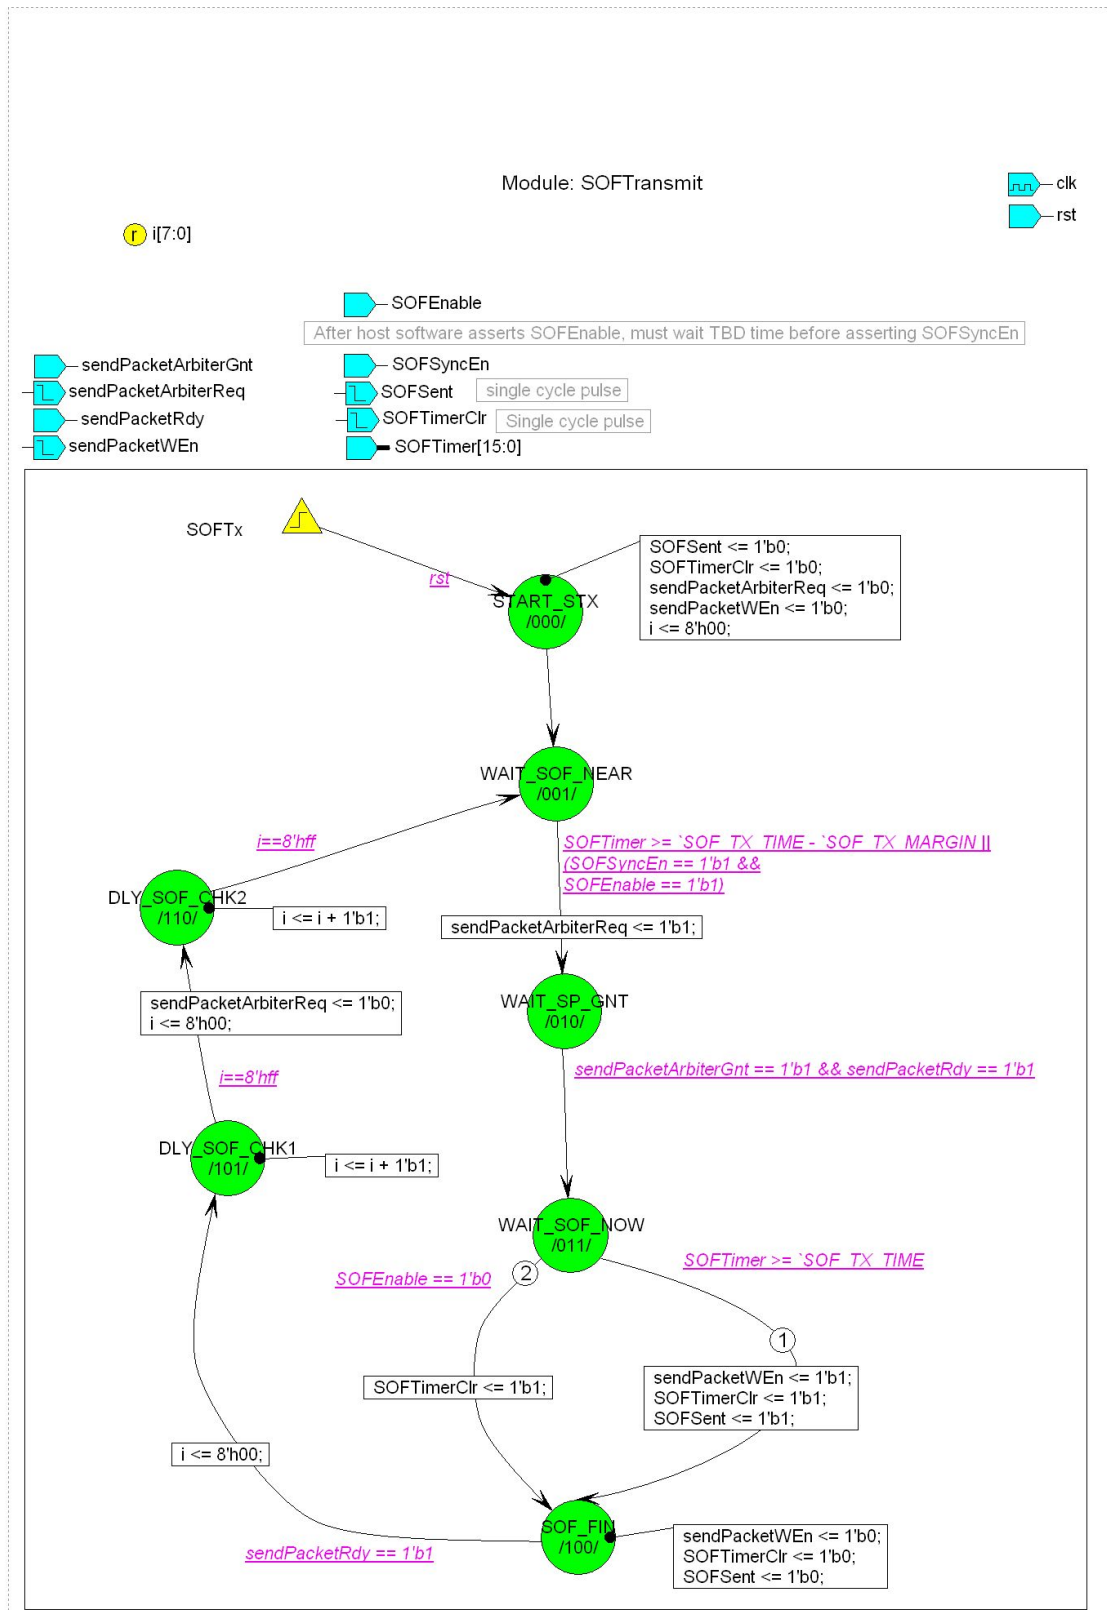 Module: SOFTransmit
clk
rst
r i[7:0]
SOFEnable
After host software asserts SOFEnable, must wait TBD time before asserting SOFSyncEn
sendPacketArbiterGnt
SOFSyncEn
sendPacketArbiterReq
SOFSent
single cycle pulse
sendPacketRdy
SOFTimerClr
Single cycle pulse
sendPacketWEn
SOFTimer[15:0]
SOFTx
rst
START_STX
/000/
SOFSent <= 1'b0;
SOFTimerClr <= 1'b0;
sendPacketArbiterReq <= 1'b0;
sendPacketWEn <= 1'b0;
i <= 8'h00;
WAIT_SOF_NEAR
/001/
i==8'hff
SOFTimer >= `SOF_TX_TIME - `SOF_TX_MARGIN ||
(SOFSyncEn == 1'b1 &&
SOFEnable == 1'b1)
DLY_SOF_CHK2
/110/
i <= i + 1'b1;
sendPacketArbiterReq <= 1'b1;
WAIT_SP_GNT
/010/
sendPacketArbiterReq <= 1'b0;
i <= 8'h00;
i==8'hff
sendPacketArbiterGnt == 1'b1 && sendPacketRdy == 1'b1
DLY_SOF_CHK1
/101/
i <= i + 1'b1;
WAIT_SOF_NOW
/011/
SOFEnable == 1'b0
2
SOFTimer >= `SOF_TX_TIME
1
SOFTimerClr <= 1'b1;
sendPacketWEn <= 1'b1;
SOFTimerClr <= 1'b1;
SOFSent <= 1'b1;
i <= 8'h00;
SOF_FIN
/100/
sendPacketRdy == 1'b1
sendPacketWEn <= 1'b0;
SOFTimerClr <= 1'b0;
SOFSent <= 1'b0;